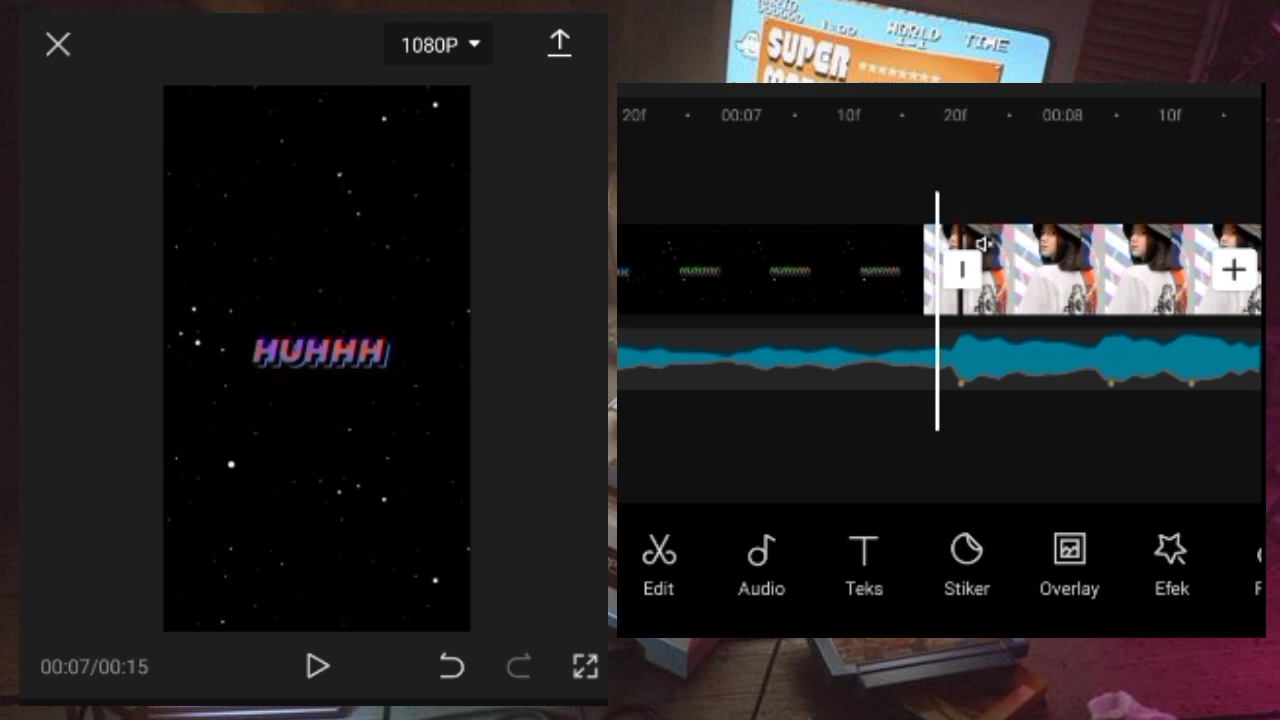 1080P
HUHHH
00:07/00:15
WORLD
TIME
SUPER
20f
00:07
10f
20f
00:08
10f
Edit
Audio
Teks
Stiker
Overlay
Efek